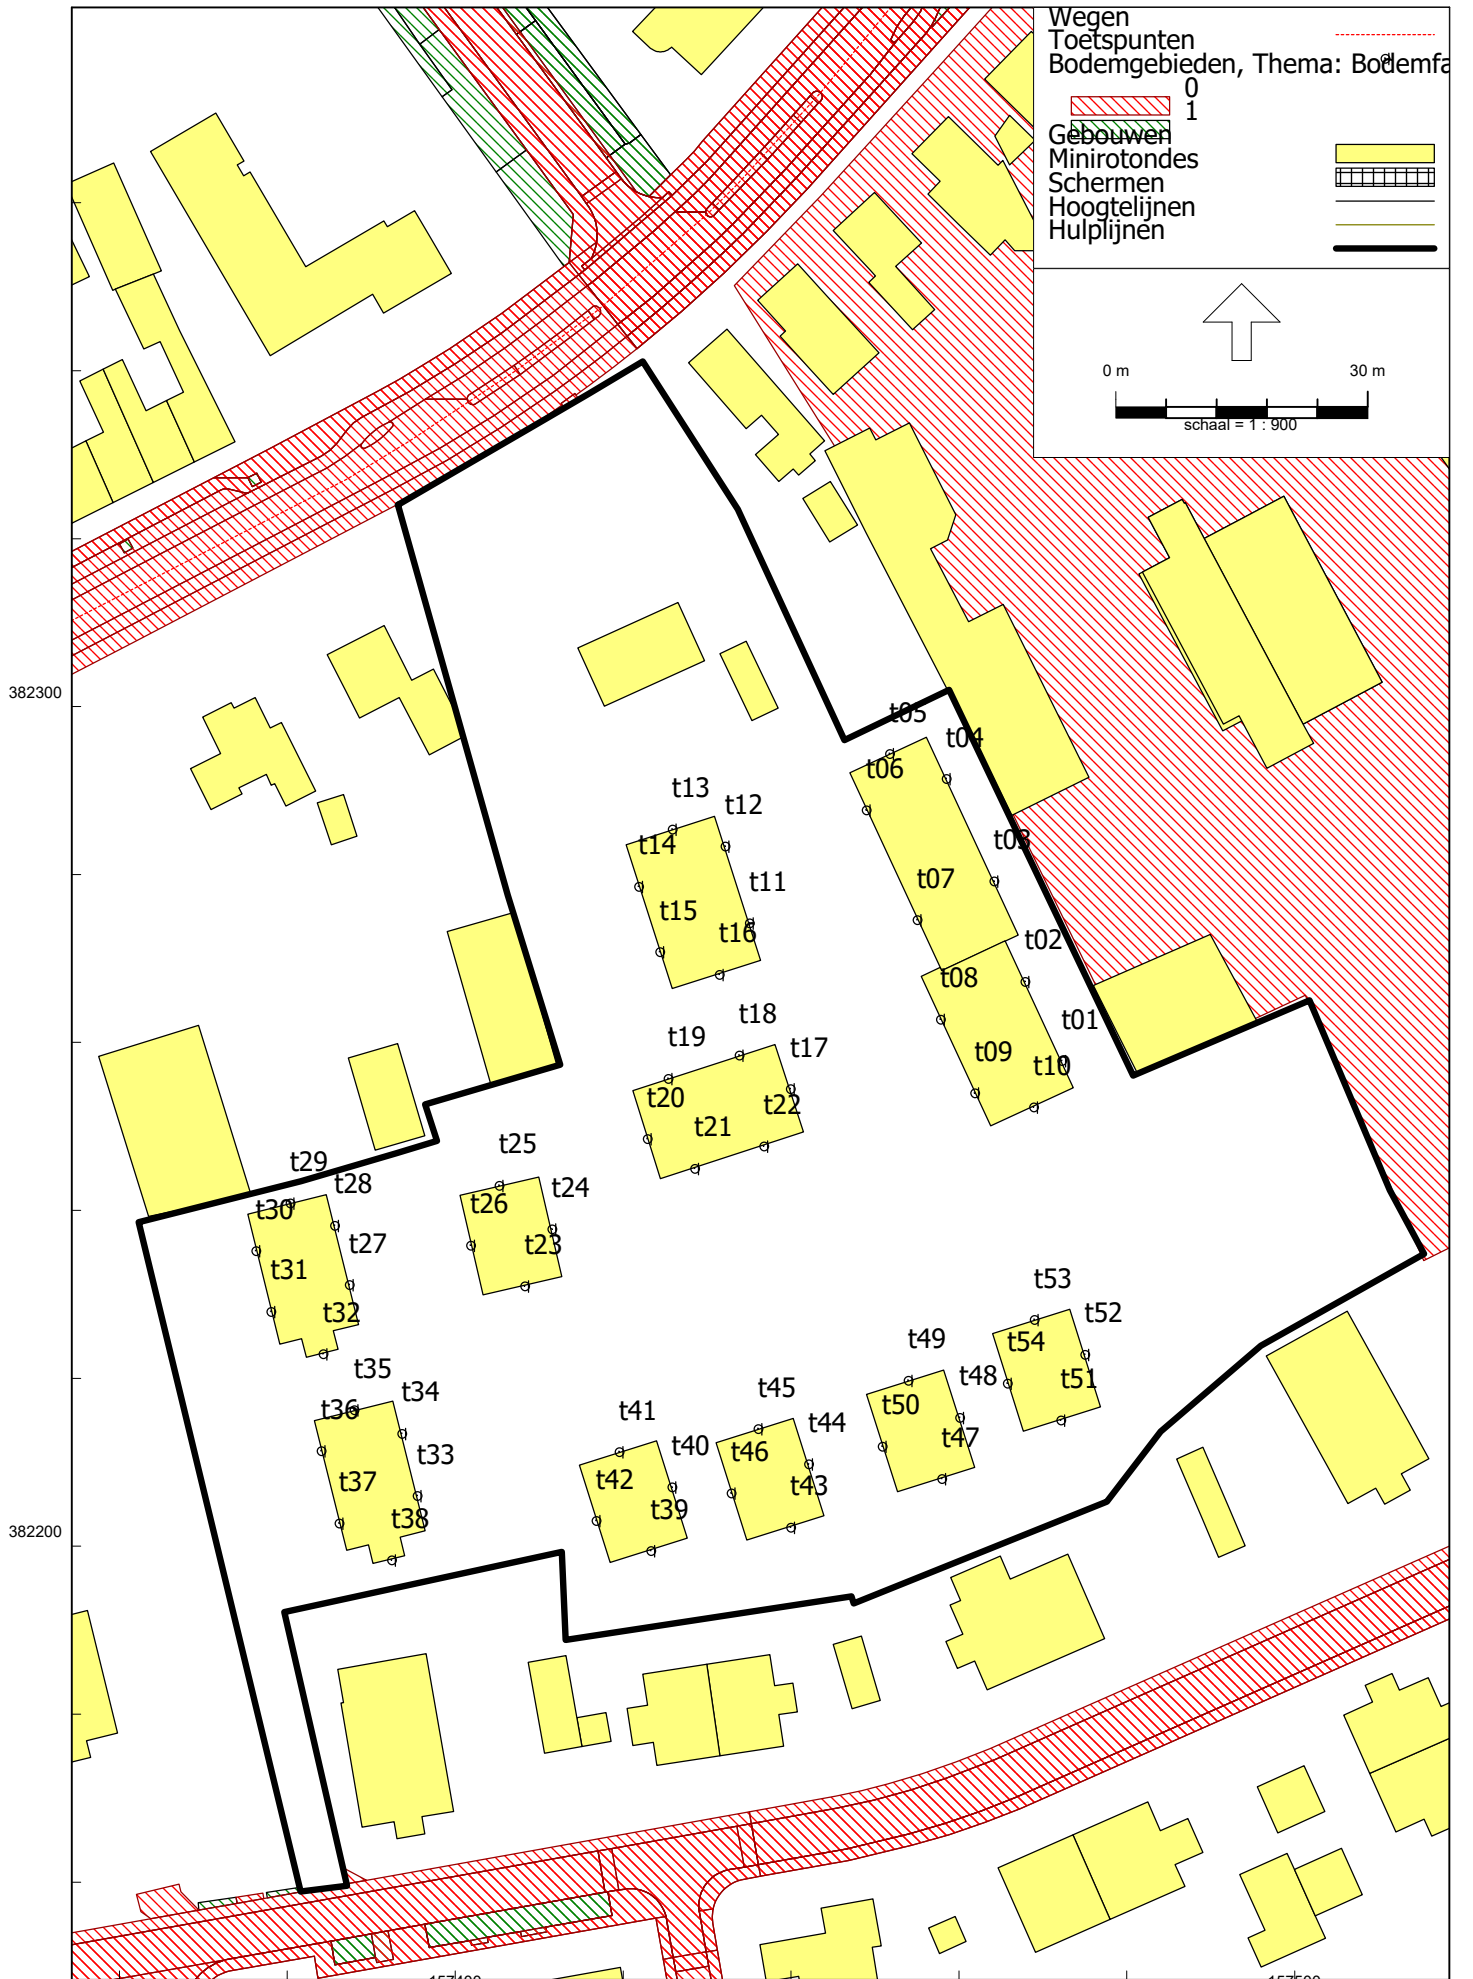 Wegen
Toetspunten
Bodemgebieden, Thema: Bodemfa
0
1
Gebouwen
Minirotondes
Schermen
Hoogtelijnen
Hulplijnen
0 m 30 m
schaal = 1 : 900
382300
t05
t04
t06
t13
t12
t03
t14
t11
t07
t15
t16
t02
t08
t18
t01
t19
t17
t09
t10
t20
t22
t21
t25
t29
t28
t24
t30
t26
t27
t23
t31
t32
t53
t52
t35
t49
t54
t34
t48
t51
t36
t45
t50
t41
t44
t40
t47
t33
t46
t37
t42
t43
t38
t39
382200
157400 157500